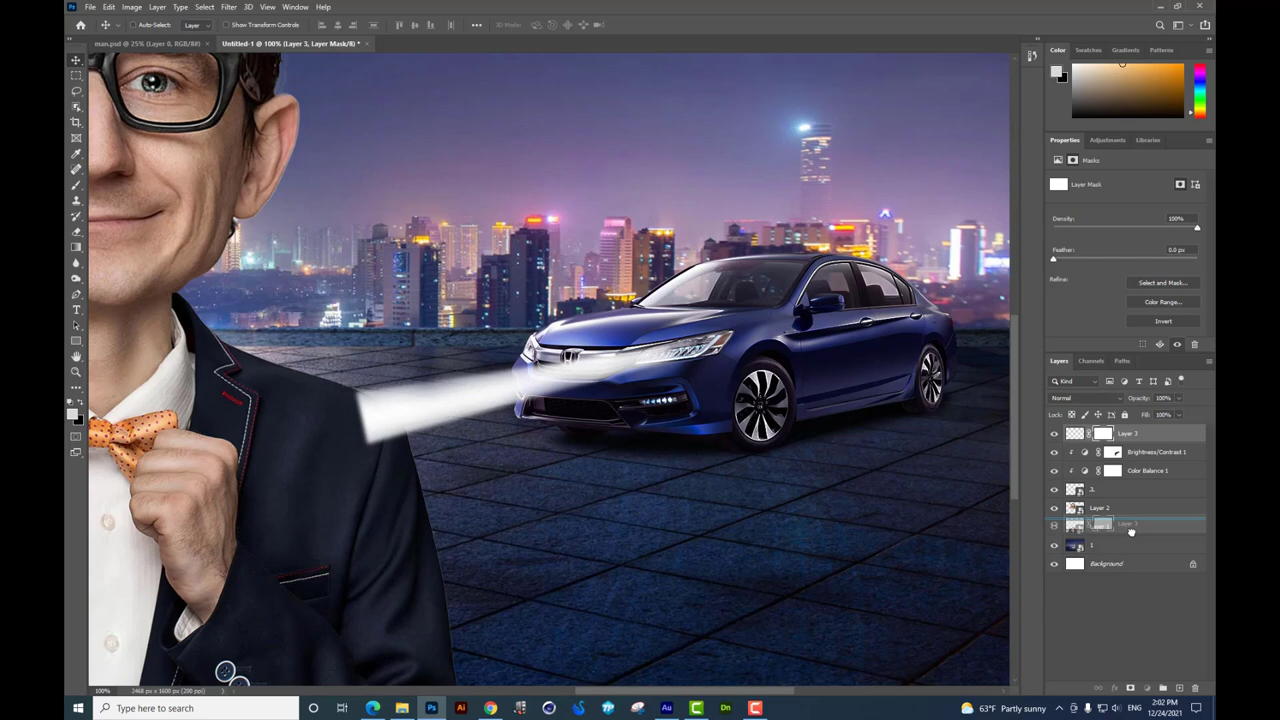 File Edit Image Layer Type Select Filter 3D View Window Help
Auto-Select: Layer Show Transform Controls 3D Mode:
man.psd @ 25% (Layer 0, RGB/8#) Untitled-1 @ 100% (Layer 3, Layer Mask/8) *
Color Swatches Gradients Patterns
Properties Adjustments Libraries
Masks
Layer Mask
Density: 100%
Feather: 0.0 px
Refine: Select and Mask...
Color Range...
Invert
Layers Channels Paths
Kind
Normal Opacity: 100%
Lock: Fill: 100%
Layer 3
Brightness/Contrast 1
Color Balance 1
3
Layer 2
Layer 3
1
Background
100% 2468 px x 1600 px (200 ppi)
Type here to search
63°F Partly sunny ENG 2:02 PM
12/24/2021